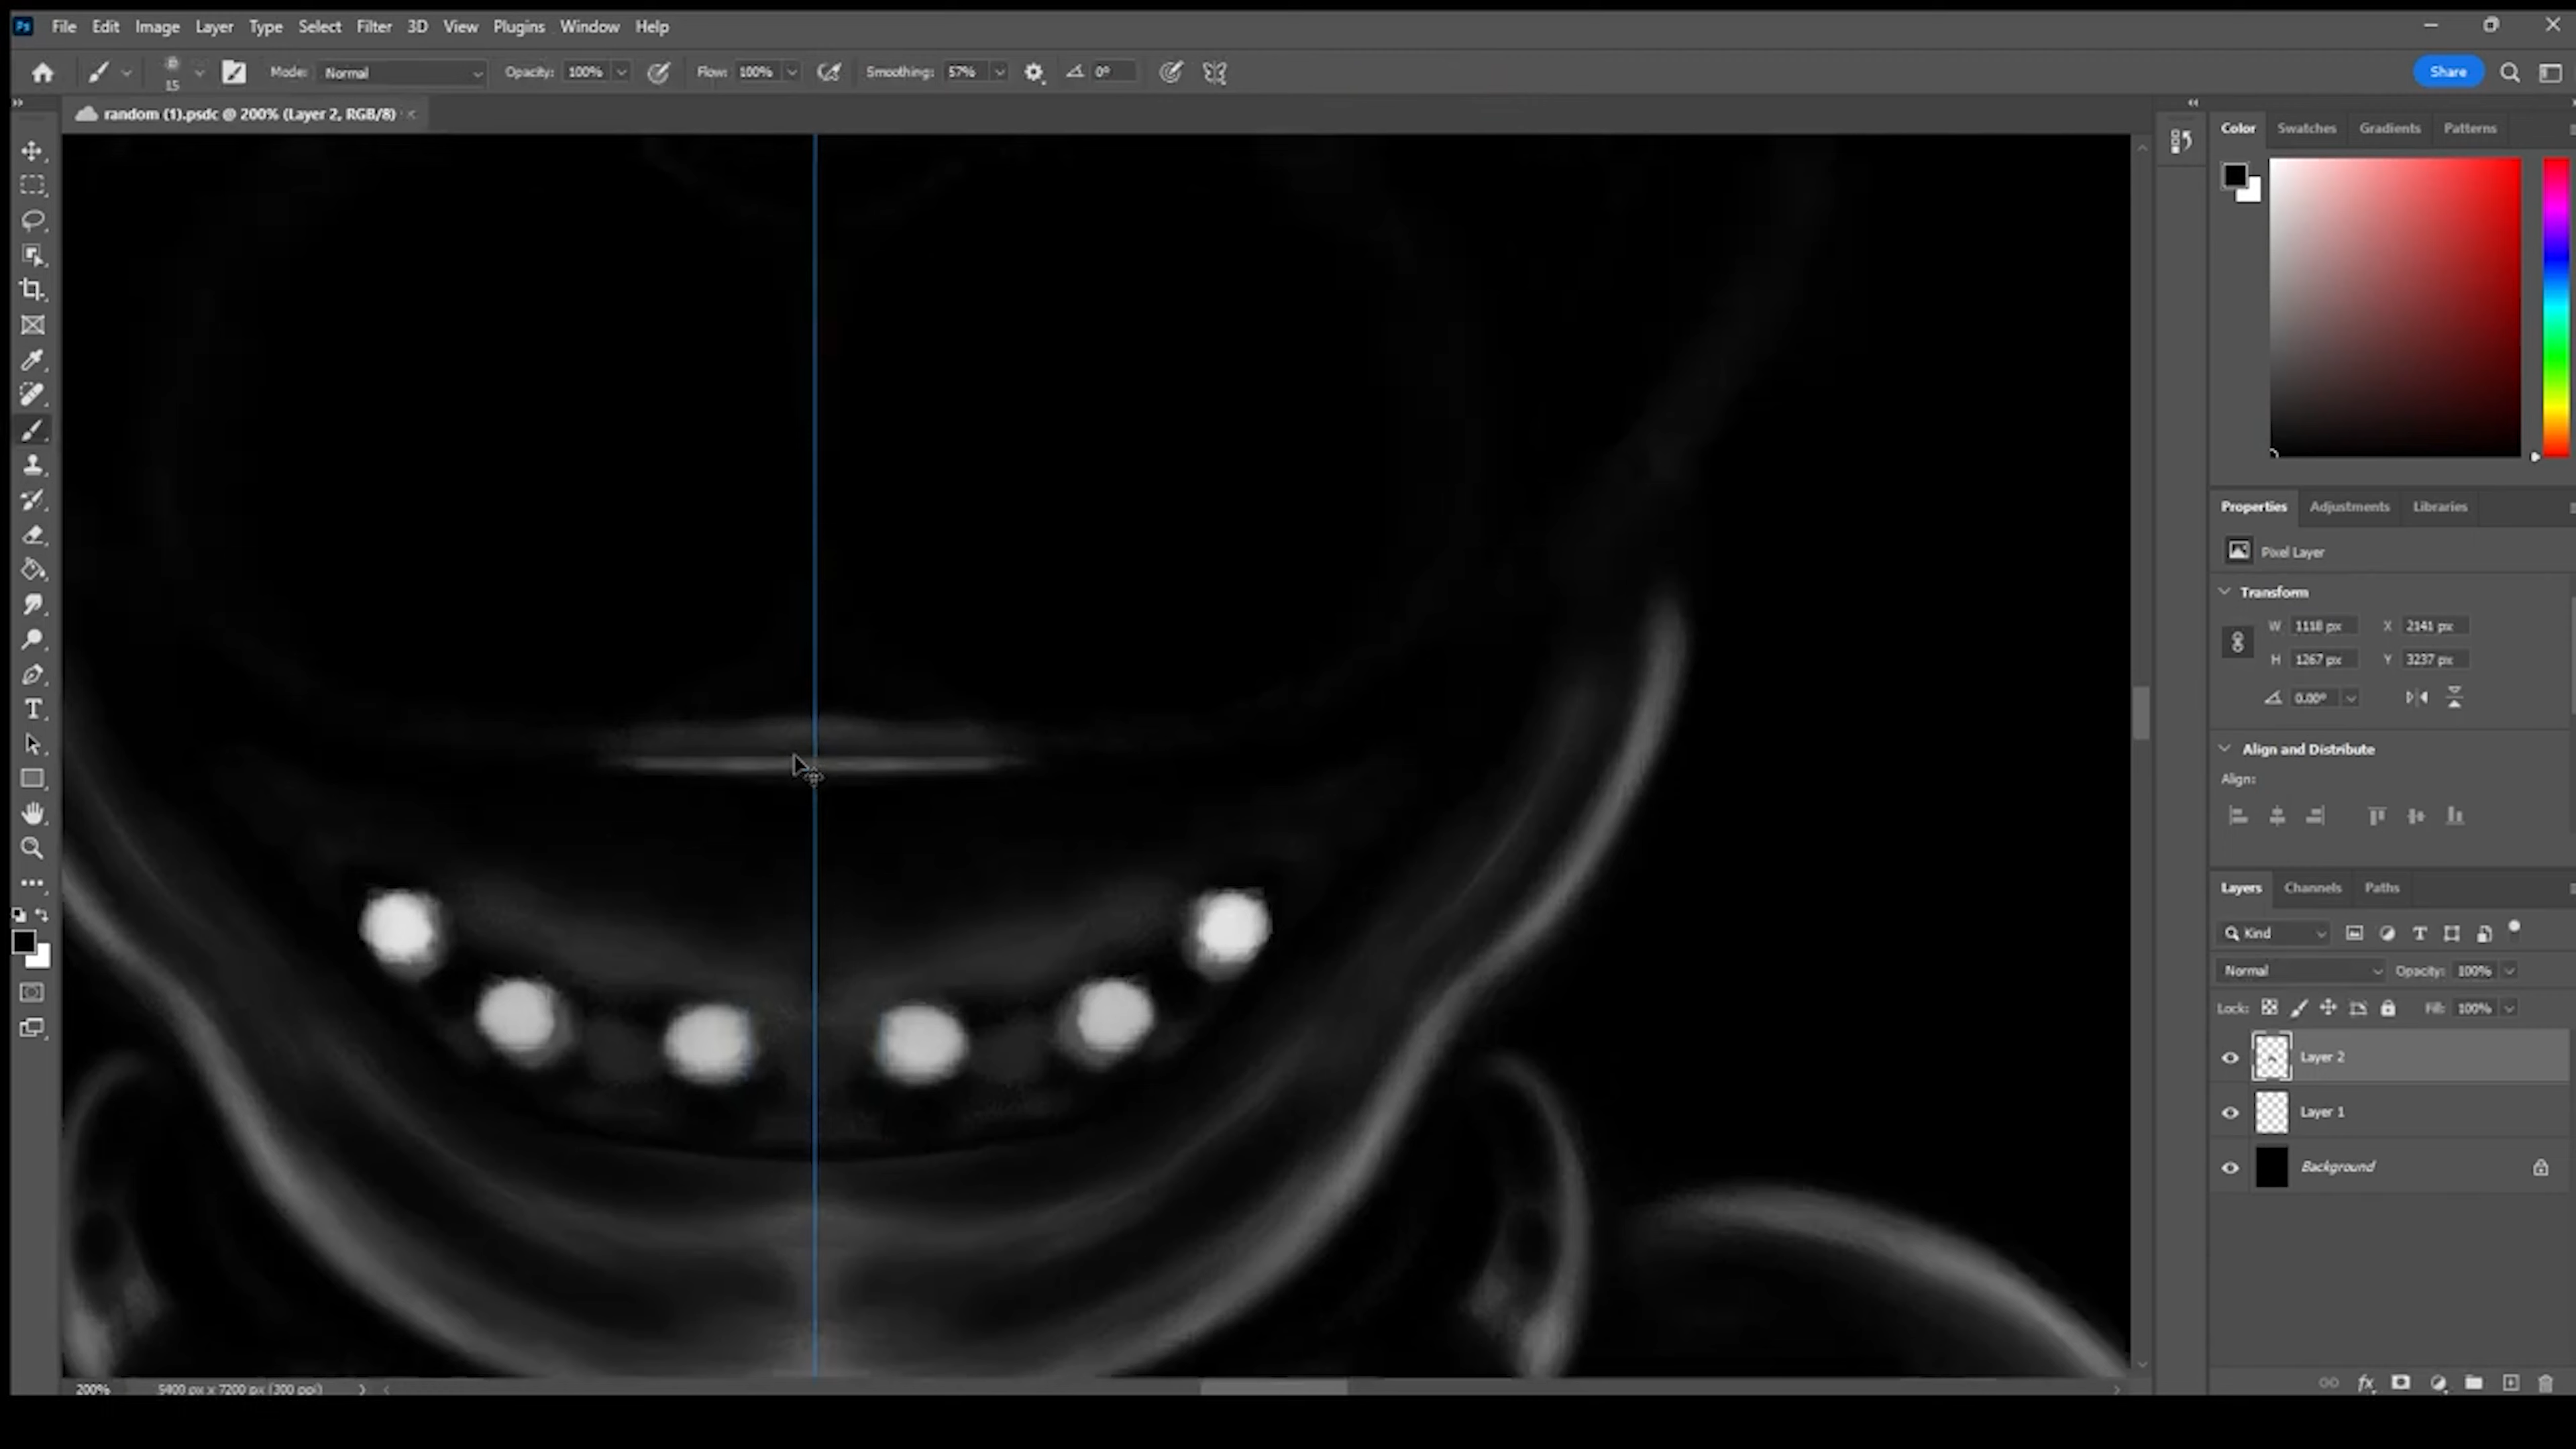 Ps File Edit Image Layer Type Select Filter 3D View Plugins Window Help
15 Mode: Normal Opacity: 100% Flow: 100% Smoothing: 57% 0° Share
random (1).psdc @ 200% (Layer 2, RGB/8)
Color Swatches Gradients Patterns
Properties Adjustments Libraries
Pixel Layer
Transform
W 1118 px X 2141 px
H 1267 px Y 3237 px
0.00°
Align and Distribute
Align:
Layers Channels Paths
Kind
Normal Opacity: 100%
Lock: Fill: 100%
Layer 2
Layer 1
Background
200% 5400 px x 7200 px (300 ppi)